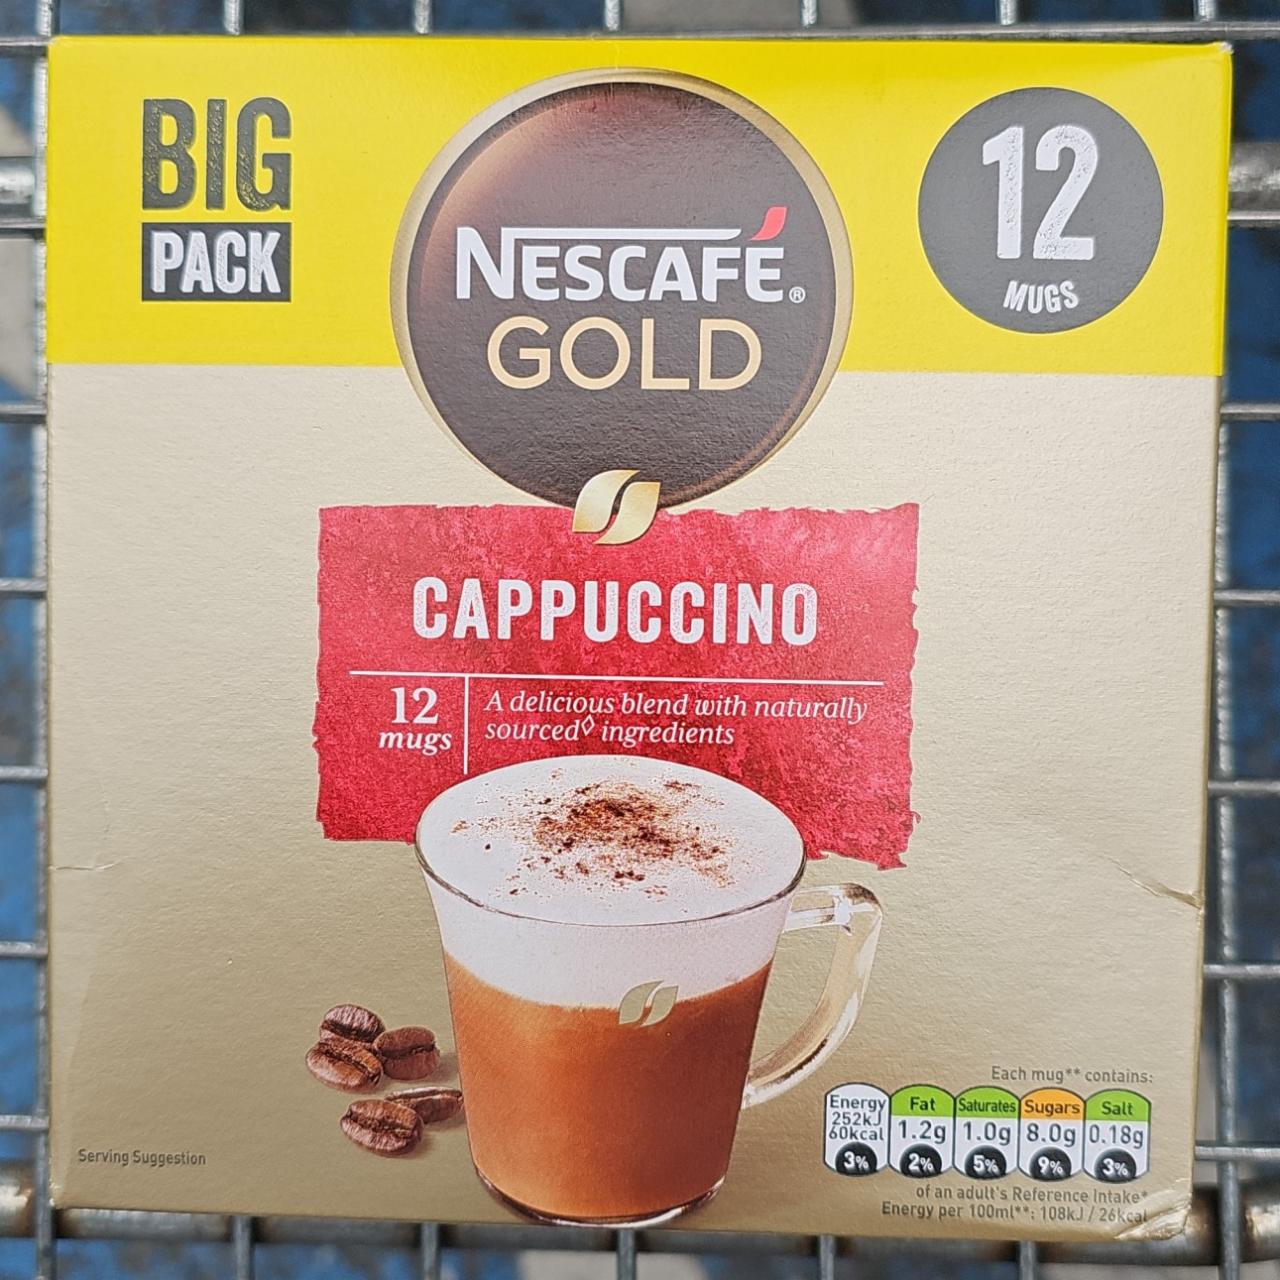 BIG
PACK
NESCAFÉ®
GOLD
12
MUGS
CAPPUCCINO
12
mugs
A delicious blend with naturally
sourced◊ ingredients
Each mug** contains:
Energy
252kJ
60kcal
3%
Fat
1.2g
2%
Saturates
1.0g
5%
Sugars
8.0g
9%
Salt
0.18g
3%
of an adult's Reference Intake*
Energy per 100ml**: 108kJ / 26kcal
Serving Suggestion